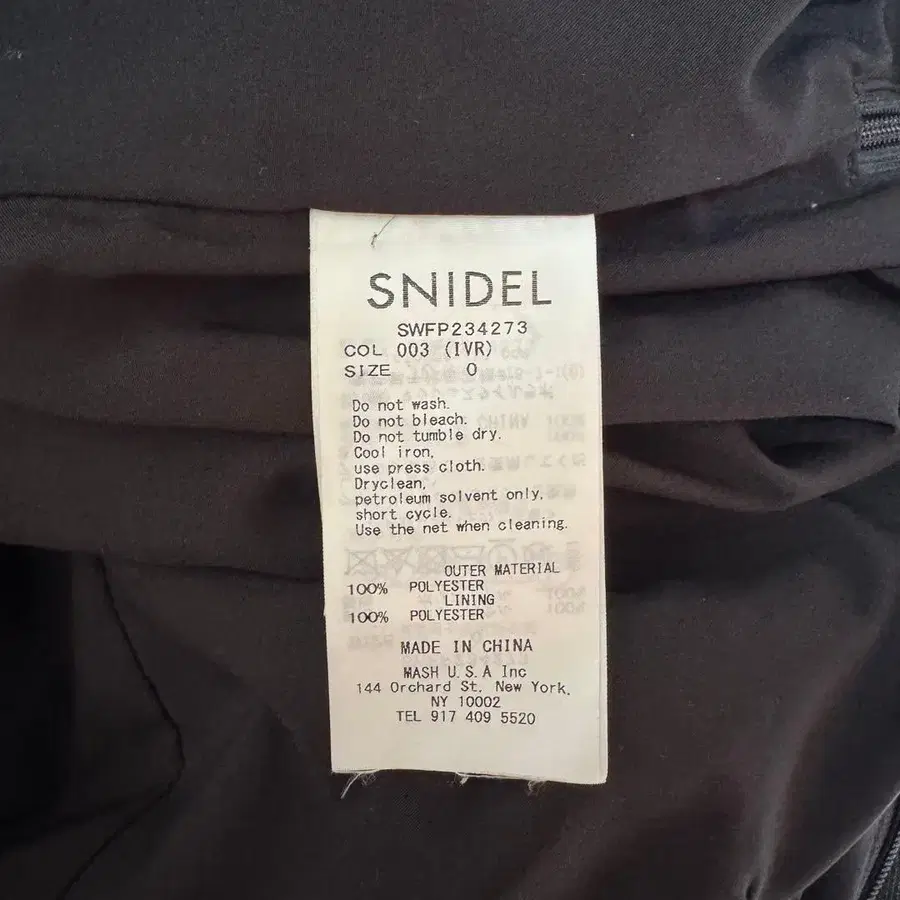 SNIDEL
SWFP234273
COL 003 (IVR)
SIZE 0
Do not wash.
Do not bleach.
Do not tumble dry.
Cool iron,
use press cloth.
Dryclean,
petroleum solvent only,
short cycle.
Use the net when cleaning.
OUTER MATERIAL
100% POLYESTER
LINING
100% POLYESTER
MADE IN CHINA
MASH U.S.A Inc
144 Orchard St. New York,
NY 10002
TEL 917 409 5520